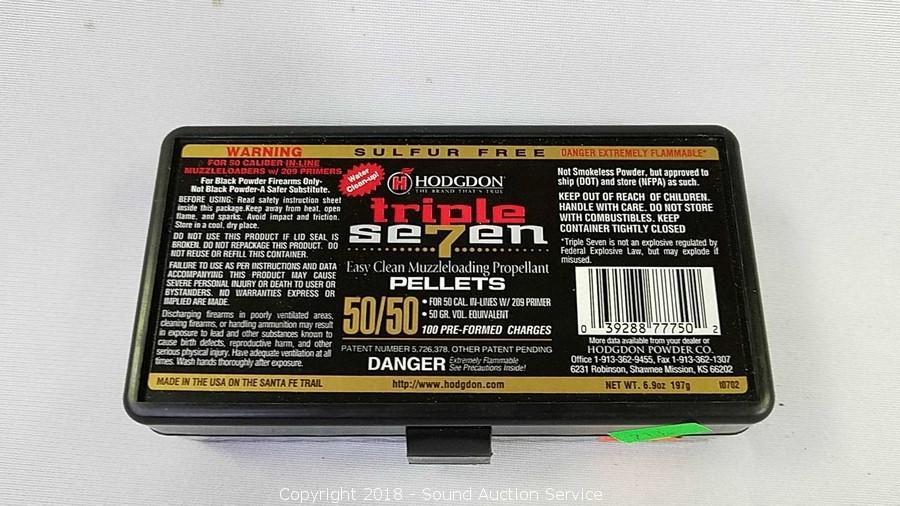 WARNING
FOR 50 CALIBER IN-LINE
MUZZLELOADERS w/ 209 PRIMERS
For Black Powder Firearms Only-
Not Black Powder-A Safer Substitute.
BEFORE USING: Read safety instruction sheet
inside this package. Keep away from heat, open
flame, and sparks. Avoid impact and friction.
Store in a cool, dry place.
DO NOT USE THIS PRODUCT IF LID SEAL IS
BROKEN. DO NOT REPACKAGE THIS PRODUCT. DO
NOT REUSE OR REFILL THIS CONTAINER.
FAILURE TO USE AS PER INSTRUCTIONS AND DATA
ACCOMPANYING THIS PRODUCT MAY CAUSE
SEVERE PERSONAL INJURY OR DEATH TO USER OR
BYSTANDERS. NO WARRANTIES EXPRESS OR
IMPLIED ARE MADE.
Discharging firearms in poorly ventilated areas,
cleaning firearms, or handling ammunition may result
in exposure to lead and other substances known to
cause birth defects, reproductive harm, and other
serious physical injury. Have adequate ventilation at all
times. Wash hands thoroughly after exposure.
MADE IN THE USA ON THE SANTA FE TRAIL
SULFUR FREE
Water
Clean-up!
H HODGDON
THE BRAND THAT'S TRUE
triple
se7en
Easy Clean Muzzleloading Propellant
PELLETS
50/50
• FOR 50 CAL. IN-LINES W/ 209 PRIMER
• 50 GR. VOL. EQUIVALENT
100 PRE-FORMED CHARGES
PATENT NUMBER 5,726,378, OTHER PATENT PENDING
DANGER Extremely Flammable
See Precautions Inside!
http://www.hodgdon.com
DANGER EXTREMELY FLAMMABLE*
Not Smokeless Powder, but approved to
ship (DOT) and store (NFPA) as such.
KEEP OUT OF REACH OF CHILDREN.
HANDLE WITH CARE. DO NOT STORE
WITH COMBUSTIBLES. KEEP
CONTAINER TIGHTLY CLOSED
*Triple Seven is not an explosive regulated by
Federal Explosive Law, but may explode if
misused.
0 39288 77750 2
More data available from your dealer or
HODGDON POWDER CO.
Office 1-913-362-9455, Fax 1-913-362-1307
6231 Robinson, Shawnee Mission, KS 66202
NET WT. 6.9oz 197g t0702
Copyright 2018 - Sound Auction Service